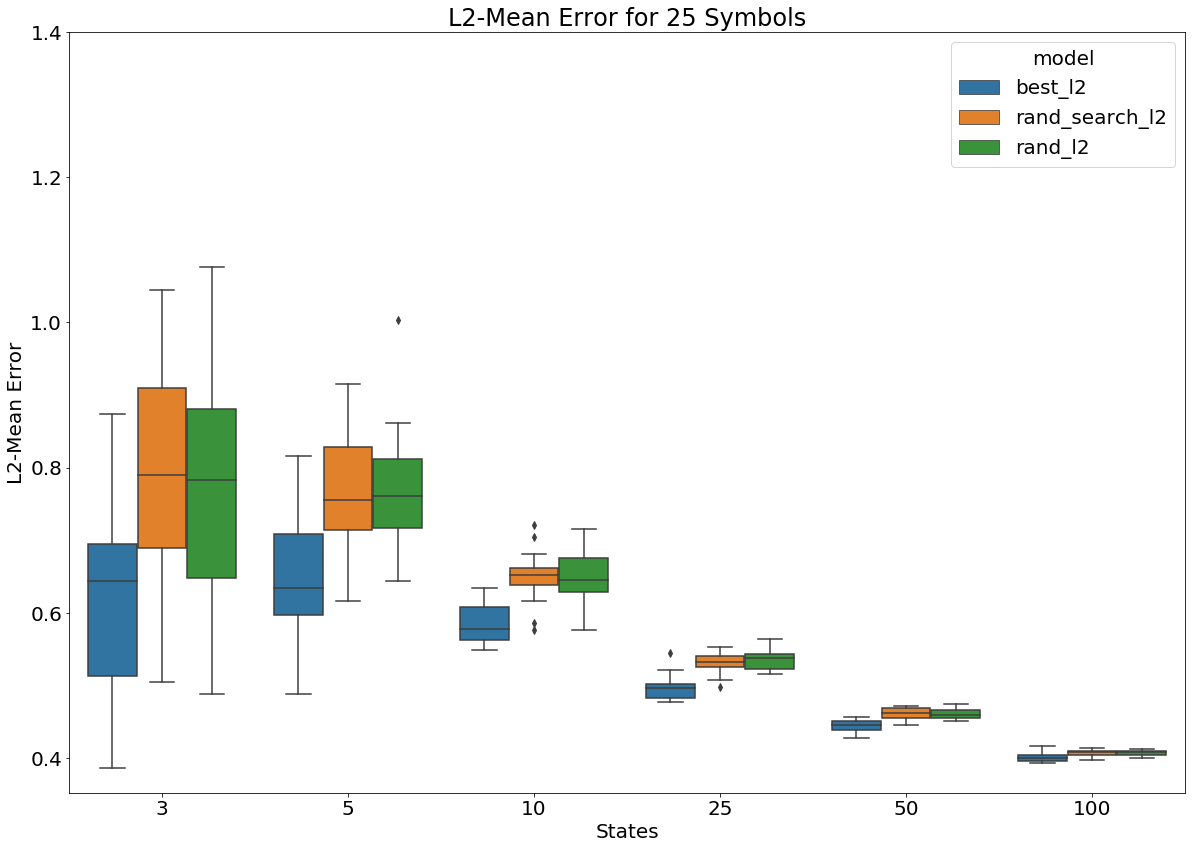 L2-Mean Error for 25 Symbols
1.4
1.2
1.0
0.8
0.6
0.4
L2-Mean Error
model
best_l2
rand_search_l2
rand_l2
3 5 10 25 50 100
States